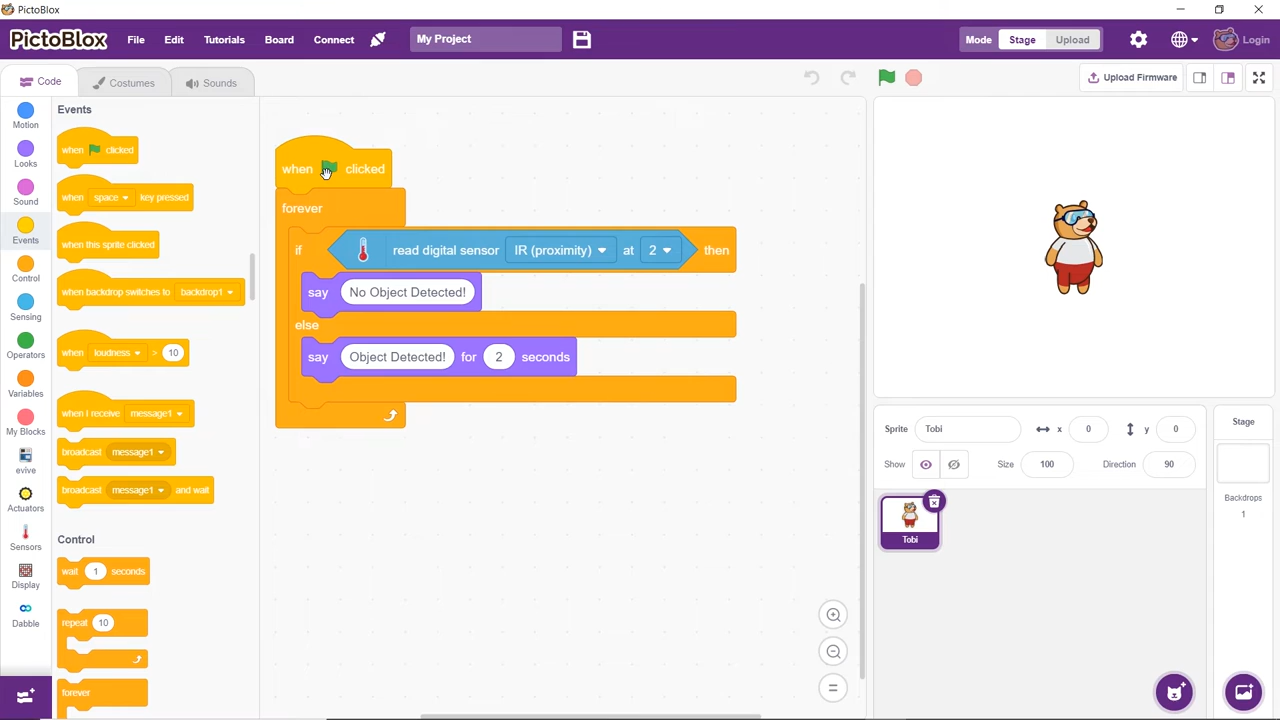 PictoBlox
PictoBlox File Edit Tutorials Board Connect My Project Mode Stage Upload Login
Code Costumes Sounds Upload Firmware
Motion
Looks
Sound
Events
Control
Sensing
Operators
Variables
My Blocks
evive
Actuators
Sensors
Display
Dabble
Events
when clicked
when space key pressed
when this sprite clicked
when backdrop switches to backdrop1
when loudness > 10
when I receive message1
broadcast message1
broadcast message1 and wait
Control
wait 1 seconds
repeat 10
forever
when clicked
forever
if read digital sensor IR (proximity) at 2 then
say No Object Detected!
else
say Object Detected! for 2 seconds
Sprite Tobi x 0 y 0
Show Size 100 Direction 90
Tobi
Stage
Backdrops
1